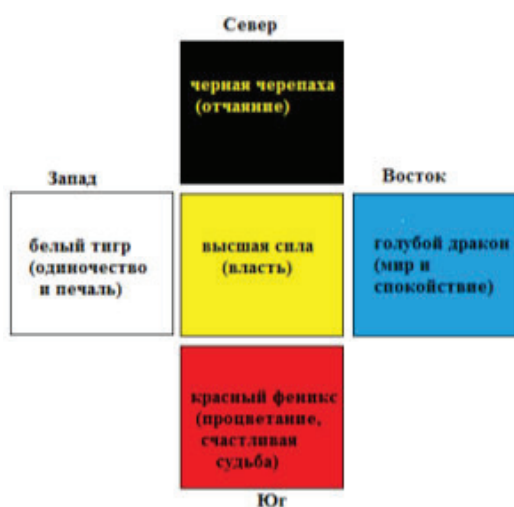 Север
черная черепаха
(отчаяние)
Запад
Восток
белый тигр
(одиночество
и печаль)
высшая сила
(власть)
голубой дракон
(мир и
спокойствие)
красный феникс
(процветание,
счастливая
судьба)
Юг